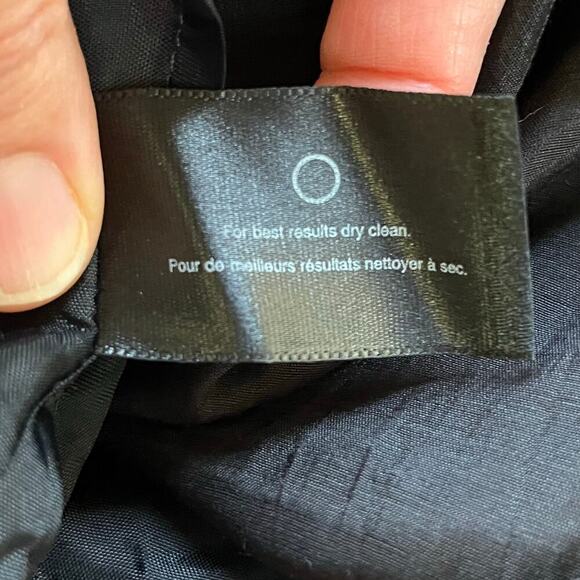 For best results dry clean.
Pour de meilleurs résultats nettoyer à sec.